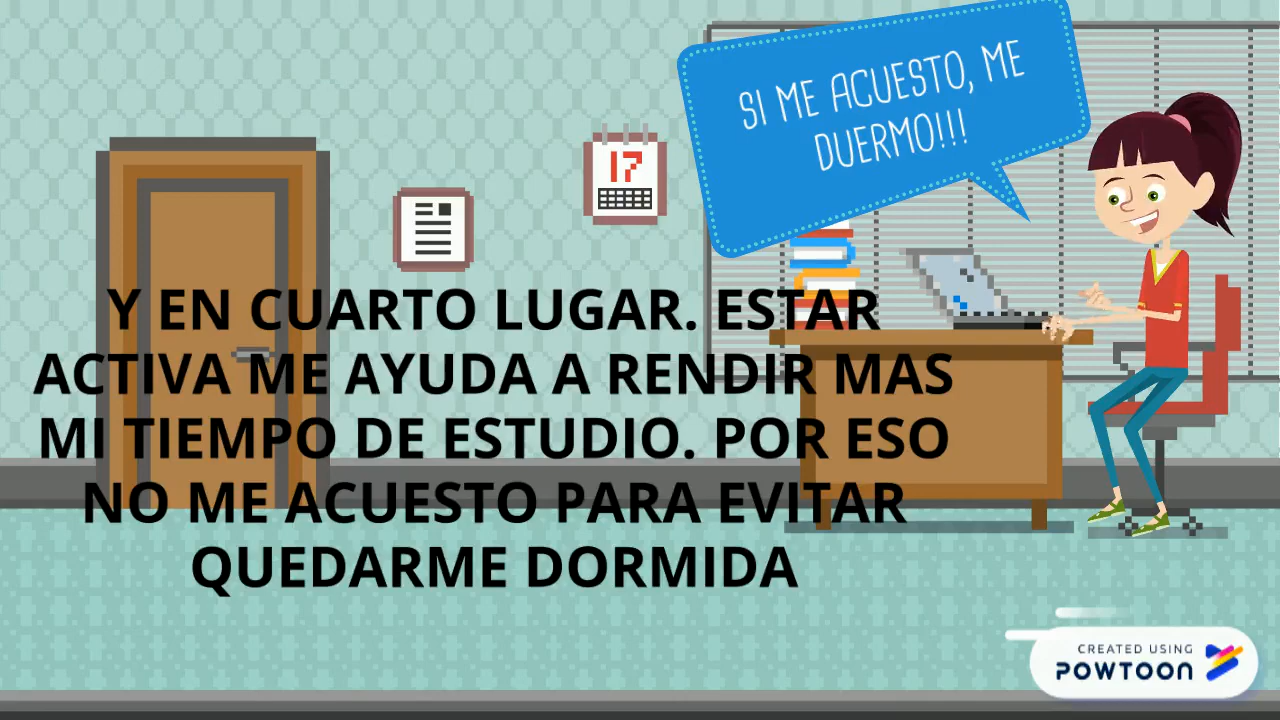 SI ME ACUESTO, ME
DUERMO!!!
17
Y EN CUARTO LUGAR. ESTAR
ACTIVA ME AYUDA A RENDIR MAS
MI TIEMPO DE ESTUDIO. POR ESO
NO ME ACUESTO PARA EVITAR
QUEDARME DORMIDA
CREATED USING
POWTOON